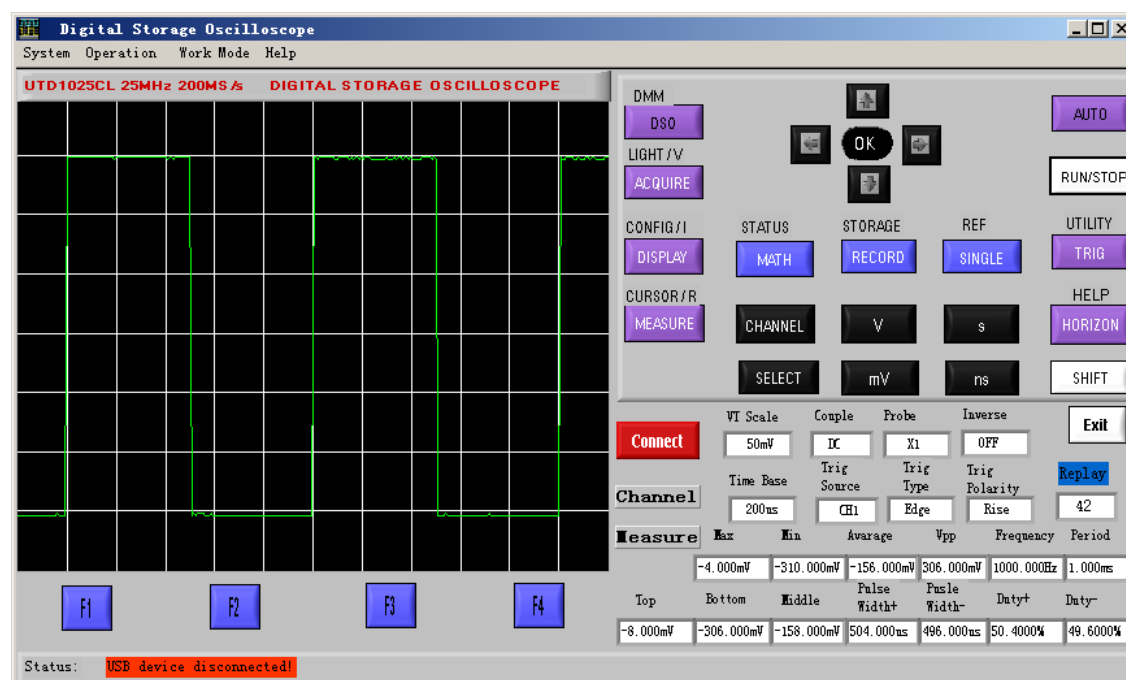 Digital Storage Oscilloscope
System Operation Work Mode Help
UTD1025CL 25MHz 200MS/s DIGITAL STORAGE OSCILLOSCOPE
DMM
DSO
AUTO
OK
LIGHT/V
ACQUIRE
RUN/STOP
CONFIG/I STATUS STORAGE REF UTILITY
DISPLAY MATH RECORD SINGLE TRIG
CURSOR/R HELP
MEASURE CHANNEL V s HORIZON
SELECT mV ns SHIFT
VT Scale Couple Probe Inverse
Connect 50mV DC X1 OFF Exit
Time Base Trig Source Trig Type Trig Polarity Replay
Channel 200us CH1 Edge Rise 42
Measure Max Min Avarage Vpp Frequency Period
-4.000mV -310.000mV -156.000mV 306.000mV 1000.000Hz 1.000ms
F1 F2 F3 F4
Top Bottom Middle Pulse Width+ Pusle Width- Duty+ Duty-
-8.000mV -306.000mV -158.000mV 504.000us 496.000us 50.4000% 49.6000%
Status: USB device disconnected!